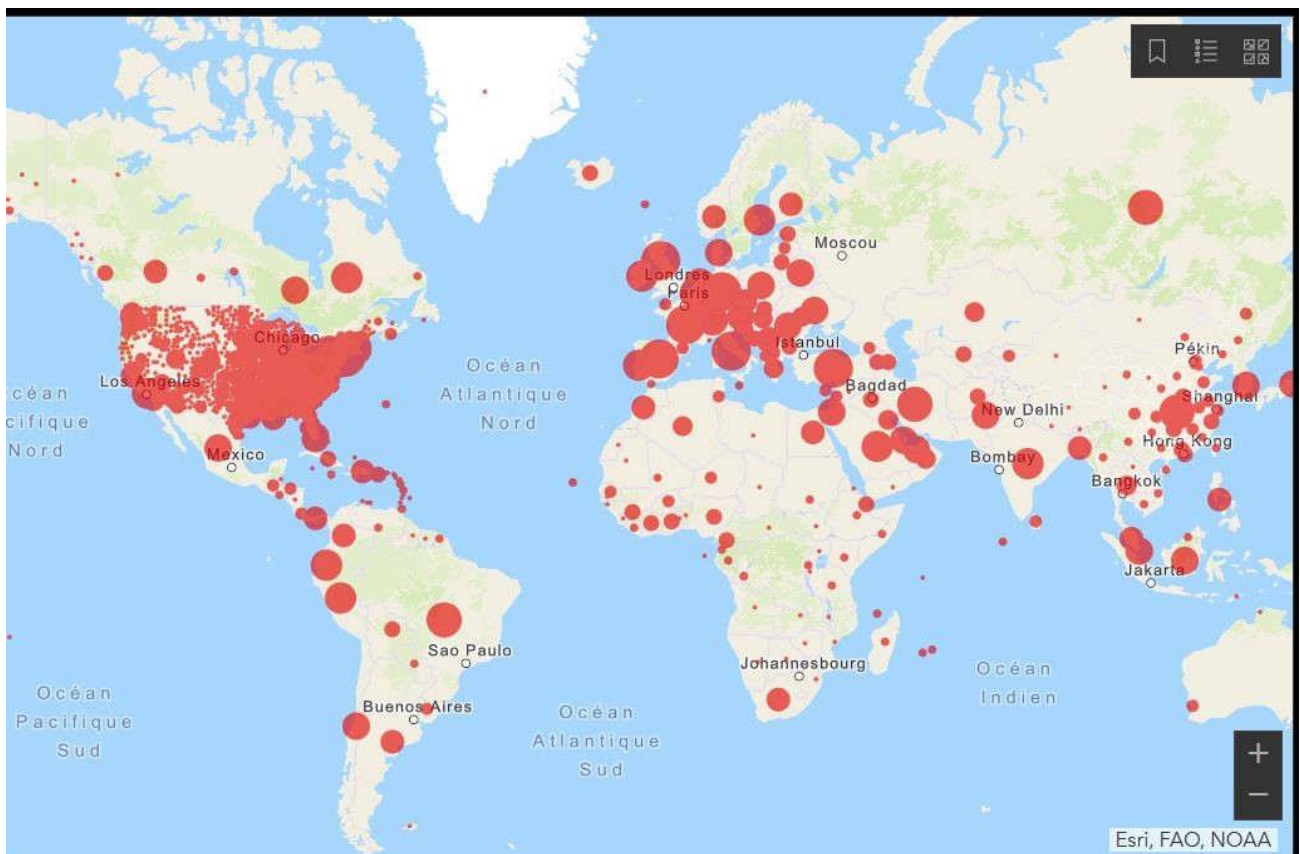 Moscou
Londres
Paris
Chicago
Istanbul
Pékin
Océan
Atlantique
Nord
Los Angeles
Bagdad
Shanghai
océan
acifique
Nord
New Delhi
Mexico
Bombay
Hong Kong
Bangkok
Jakarta
Sao Paulo
Johannesbourg
Océan
Indien
Océan
Pacifique
Sud
Buenos Aires
Océan
Atlantique
Sud
+
−
Esri, FAO, NOAA